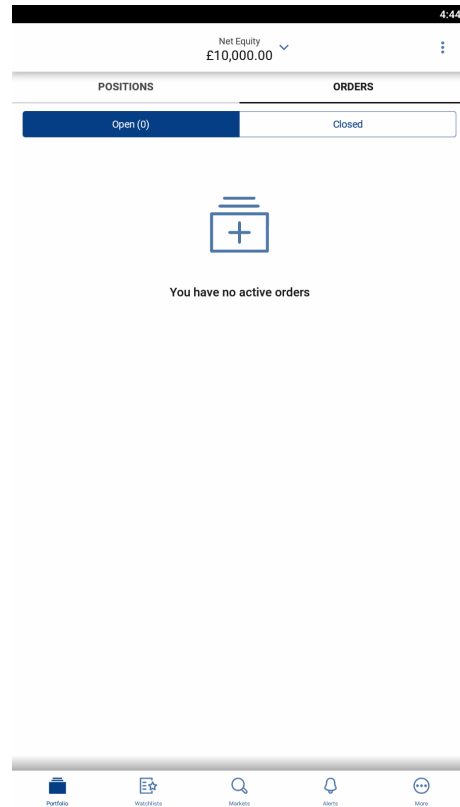 4:44
Net Equity
£10,000.00
POSITIONS
ORDERS
Open (0)
Closed
You have no active orders
Portfolio
Watchlists
Markets
Alerts
More